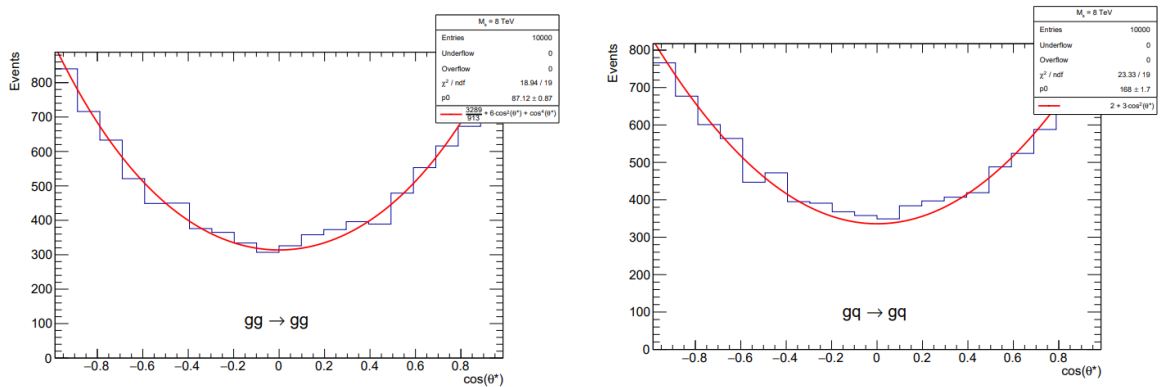 M_s = 8 TeV
Entries 10000
Underflow 0
Overflow 0
χ² / ndf 18.94 / 19
p0 87.12 ± 0.87
3289/913 + 6·cos²(θ*) + cos⁴(θ*)
Events
800
700
600
500
400
300
200
100
0
gg → gg
−0.8 −0.6 −0.4 −0.2 0 0.2 0.4 0.6 0.8
cos(θ*)
M_s = 8 TeV
Entries 10000
Underflow 0
Overflow 0
χ² / ndf 23.33 / 19
p0 168 ± 1.7
2 + 3·cos²(θ*)
Events
800
700
600
500
400
300
200
100
0
gq → gq
−0.8 −0.6 −0.4 −0.2 0 0.2 0.4 0.6 0.8
cos(θ*)